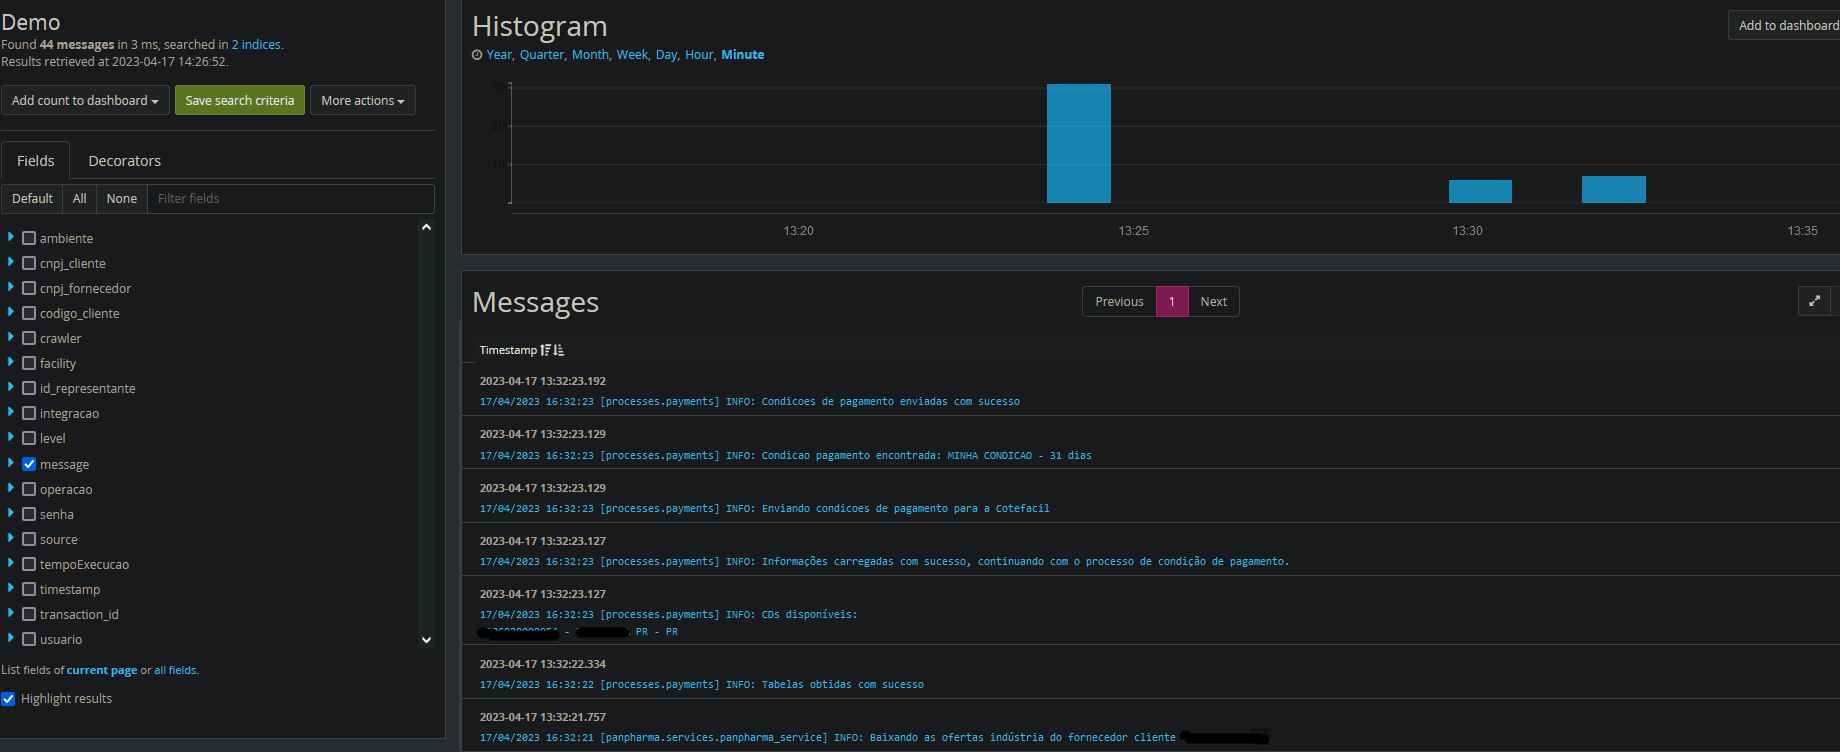 Demo
Found 44 messages in 3 ms, searched in 2 indices.
Results retrieved at 2023-04-17 14:26:52.
Add count to dashboard
Save search criteria
More actions
Fields
Decorators
Default
All
None
Filter fields
ambiente
cnpj_cliente
cnpj_fornecedor
codigo_cliente
crawler
facility
id_representante
integracao
level
message
operacao
senha
source
tempoExecucao
timestamp
transaction_id
usuario
List fields of current page or all fields.
Highlight results
Histogram
Add to dashboard
Year, Quarter, Month, Week, Day, Hour, Minute
30
20
10
13:20
13:25
13:30
13:35
Messages
Previous
1
Next
Timestamp
2023-04-17 13:32:23.192
17/04/2023 16:32:23 [processes.payments] INFO: Condicoes de pagamento enviadas com sucesso
2023-04-17 13:32:23.129
17/04/2023 16:32:23 [processes.payments] INFO: Condicao pagamento encontrada: MINHA CONDICAO - 31 dias
2023-04-17 13:32:23.129
17/04/2023 16:32:23 [processes.payments] INFO: Enviando condicoes de pagamento para a Cotefacil
2023-04-17 13:32:23.127
17/04/2023 16:32:23 [processes.payments] INFO: Informações carregadas com sucesso, continuando com o processo de condição de pagamento.
2023-04-17 13:32:23.127
17/04/2023 16:32:23 [processes.payments] INFO: CDs disponíveis:
- PR - PR
2023-04-17 13:32:22.334
17/04/2023 16:32:22 [processes.payments] INFO: Tabelas obtidas com sucesso
2023-04-17 13:32:21.757
17/04/2023 16:32:21 [panpharma.services.panpharma_service] INFO: Baixando as ofertas indústria do fornecedor cliente